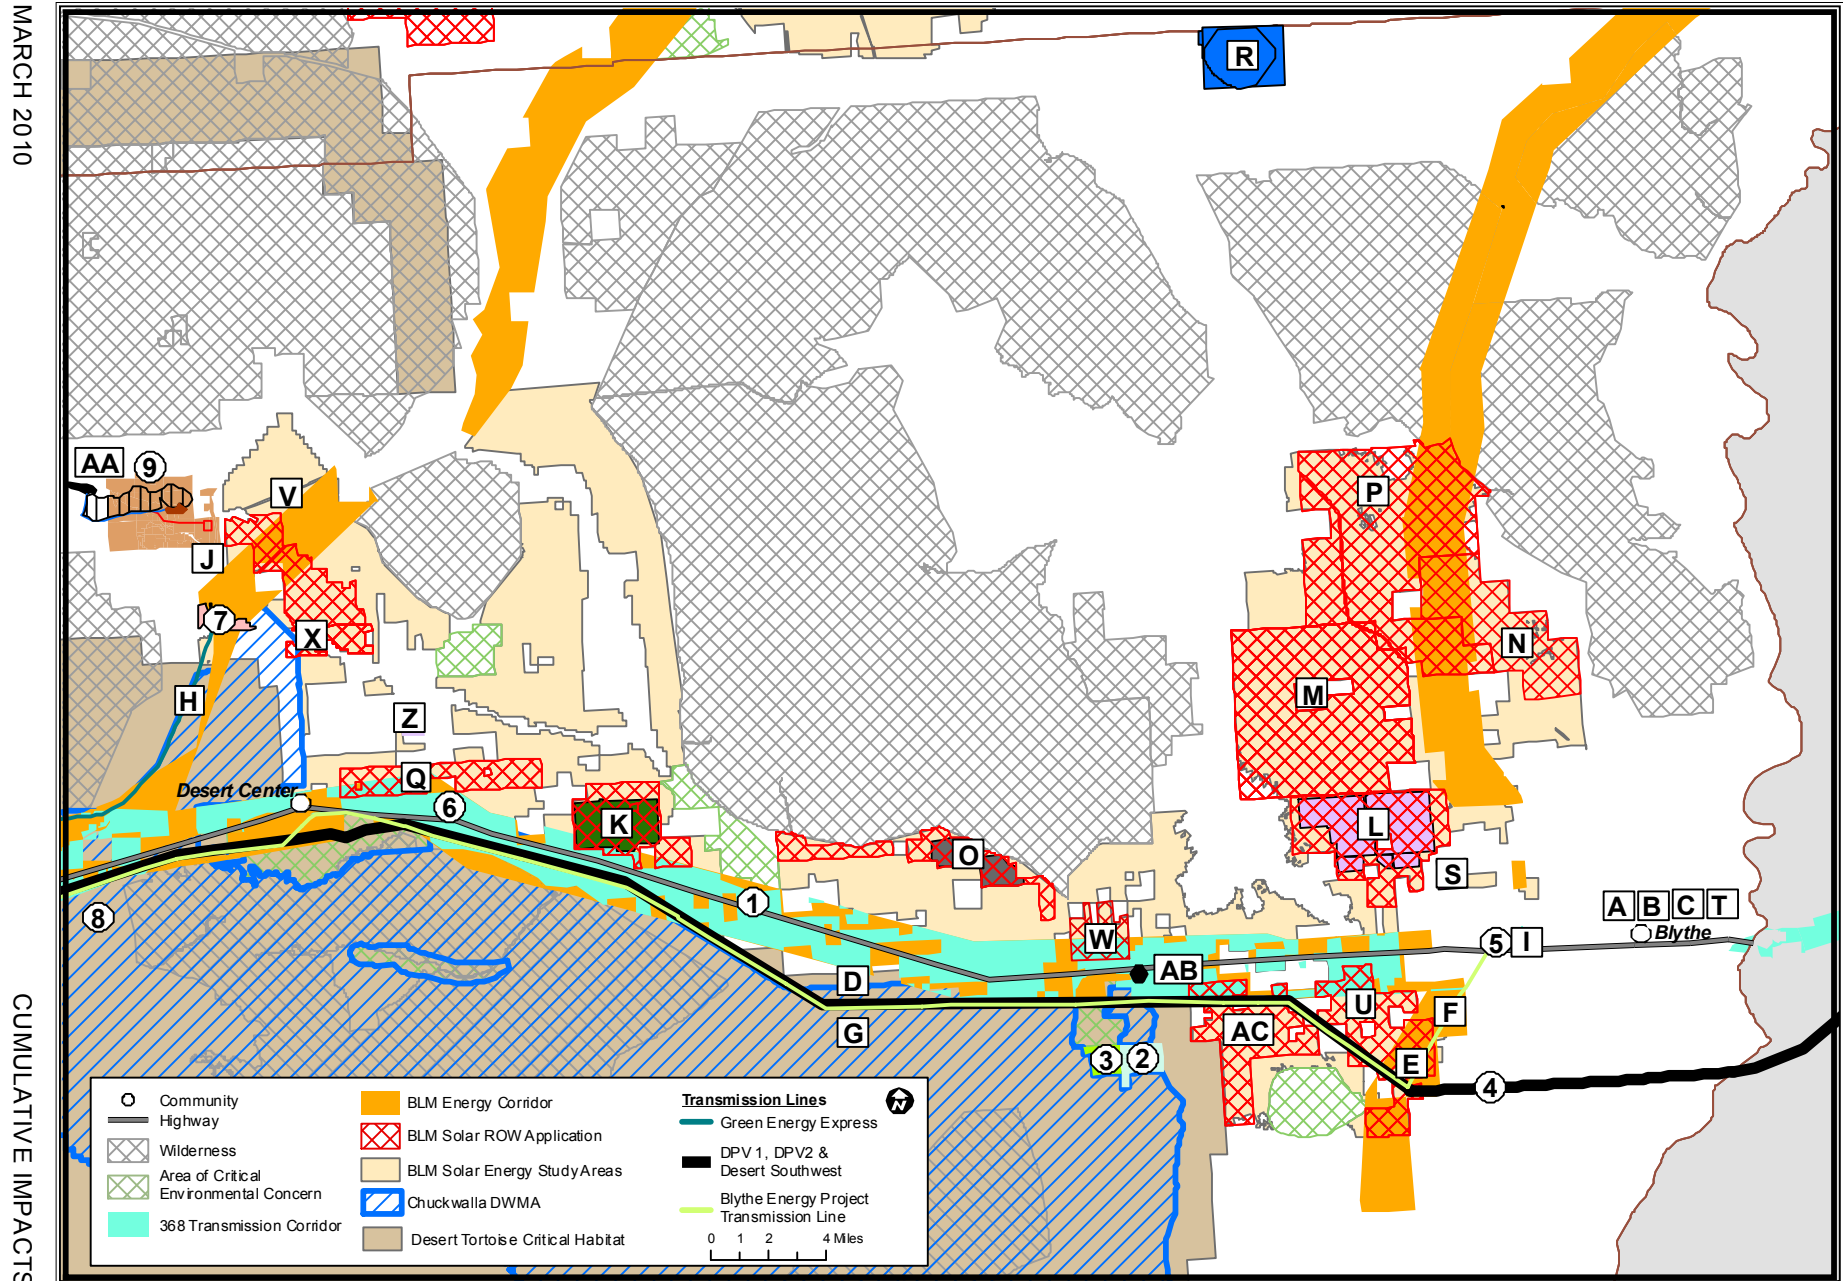 MARCH 2010
CUMULATIVE IMPACTS
R
AA
9
V
P
J
7
X
N
H
M
Z
Q
Desert Center
6
K
L
O
S
1
8
A B C T
Blythe
W
5 I
AB
D
U
F
G
AC
3 2
E
4
Community
Highway
Wilderness
Area of Critical
Environmental Concern
368 Transmission Corridor
BLM Energy Corridor
BLM Solar ROW Application
BLM Solar Energy Study Areas
Chuckwalla DWMA
Desert Tortoise Critical Habitat
Transmission Lines
N
Green Energy Express
DPV 1, DPV2 &
Desert Southwest
Blythe Energy Project
Transmission Line
0 1 2 4 Miles